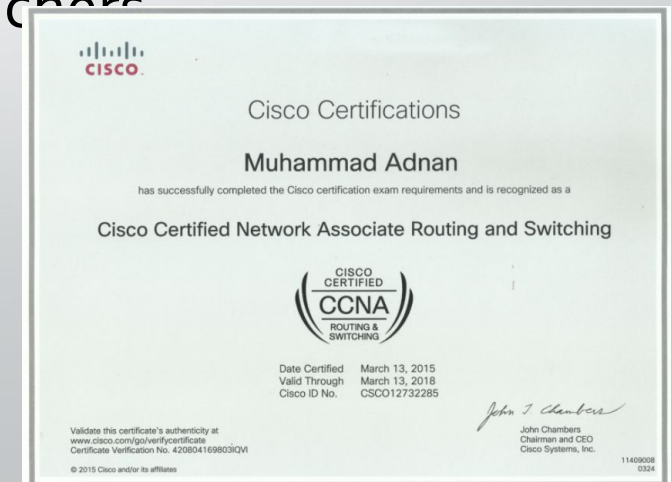 CISCO.
Cisco Certifications
Muhammad Adnan
has successfully completed the Cisco certification exam requirements and is recognized as a
Cisco Certified Network Associate Routing and Switching
CISCO
CERTIFIED
CCNA
ROUTING &
SWITCHING
Date Certified March 13, 2015
Valid Through March 13, 2018
Cisco ID No. CSCO12732285
Validate this certificate's authenticity at
www.cisco.com/go/verifycertificate
Certificate Verification No. 420804169803IQVI
© 2015 Cisco and/or its affiliates
John T Chambers
John Chambers
Chairman and CEO
Cisco Systems, Inc.
11409008
0324